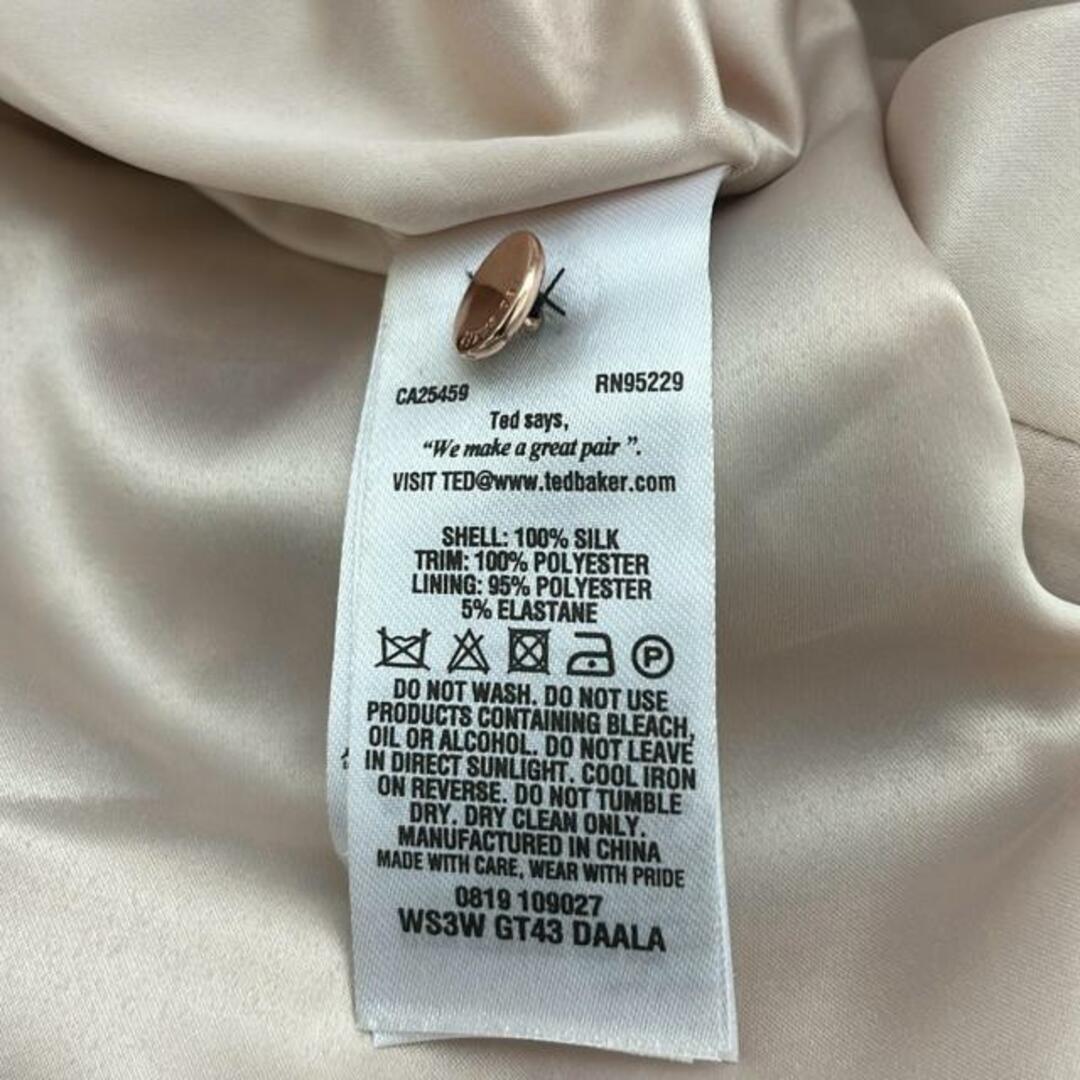 CA25459 RN95229
Ted says,
“We make a great pair ”.
VISIT TED@www.tedbaker.com
SHELL: 100% SILK
TRIM: 100% POLYESTER
LINING: 95% POLYESTER
5% ELASTANE
P
DO NOT WASH. DO NOT USE
PRODUCTS CONTAINING BLEACH,
OIL OR ALCOHOL. DO NOT LEAVE
IN DIRECT SUNLIGHT. COOL IRON
ON REVERSE. DO NOT TUMBLE
DRY. DRY CLEAN ONLY.
MANUFACTURED IN CHINA
MADE WITH CARE, WEAR WITH PRIDE
0819 109027
WS3W GT43 DAALA